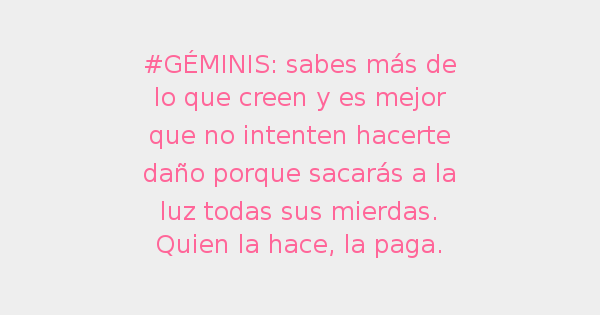 #GÉMINIS: sabes más de
lo que creen y es mejor
que no intenten hacerte
daño porque sacarás a la
luz todas sus mierdas.
Quien la hace, la paga.